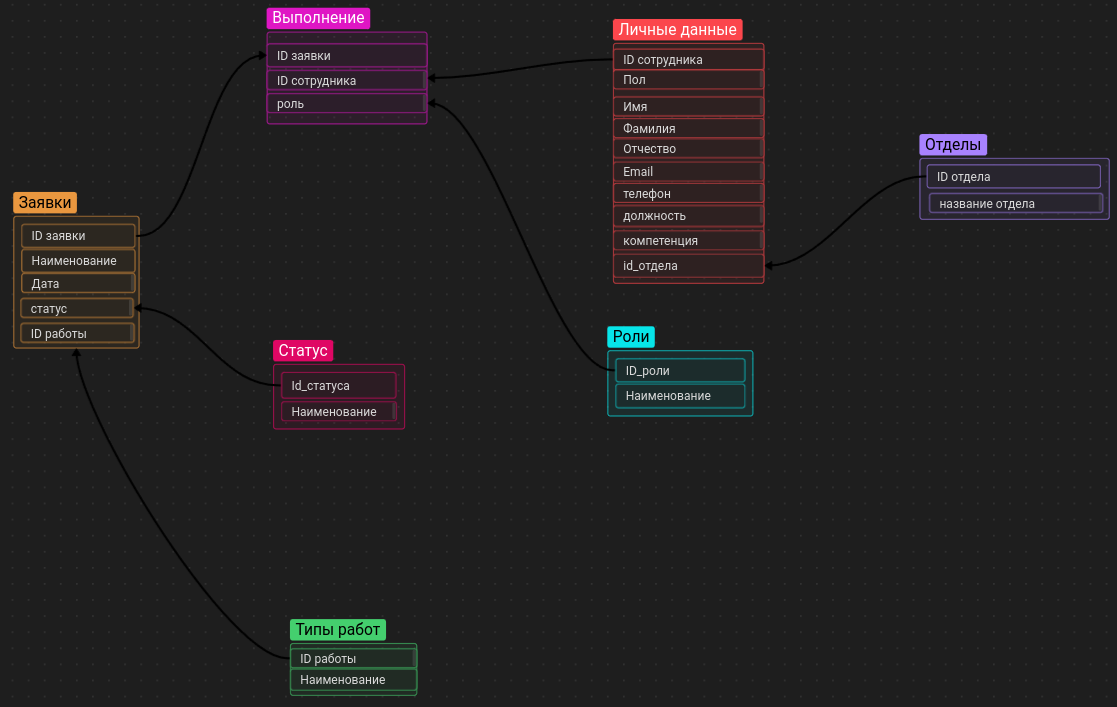 Выполнение
ID заявки
ID сотрудника
роль
Личные данные
ID сотрудника
Пол
Имя
Фамилия
Отчество
Email
телефон
должность
компетенция
id_отдела
Отделы
ID отдела
название отдела
Заявки
ID заявки
Наименование
Дата
статус
ID работы
Статус
Id_статуса
Наименование
Роли
ID_роли
Наименование
Типы работ
ID работы
Наименование